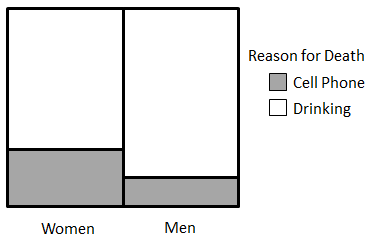 Reason for Death
Cell Phone
Drinking
Women
Men